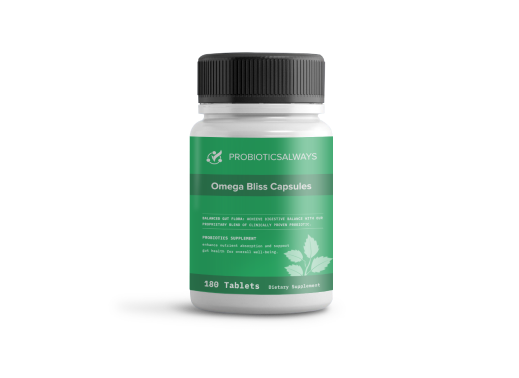 PROBIOTICSALWAYS
Omega Bliss Capsules
BALANCED GUT FLORA: ACHIEVE DIGESTIVE BALANCE WITH OUR
PROPRIETARY BLEND OF CLINICALLY PROVEN PROBIOTIC
PROBIOTICS SUPPLEMENT
enhance nutrient absorption and support
gut health for overall well-being
180 Tablets Dietary Supplement